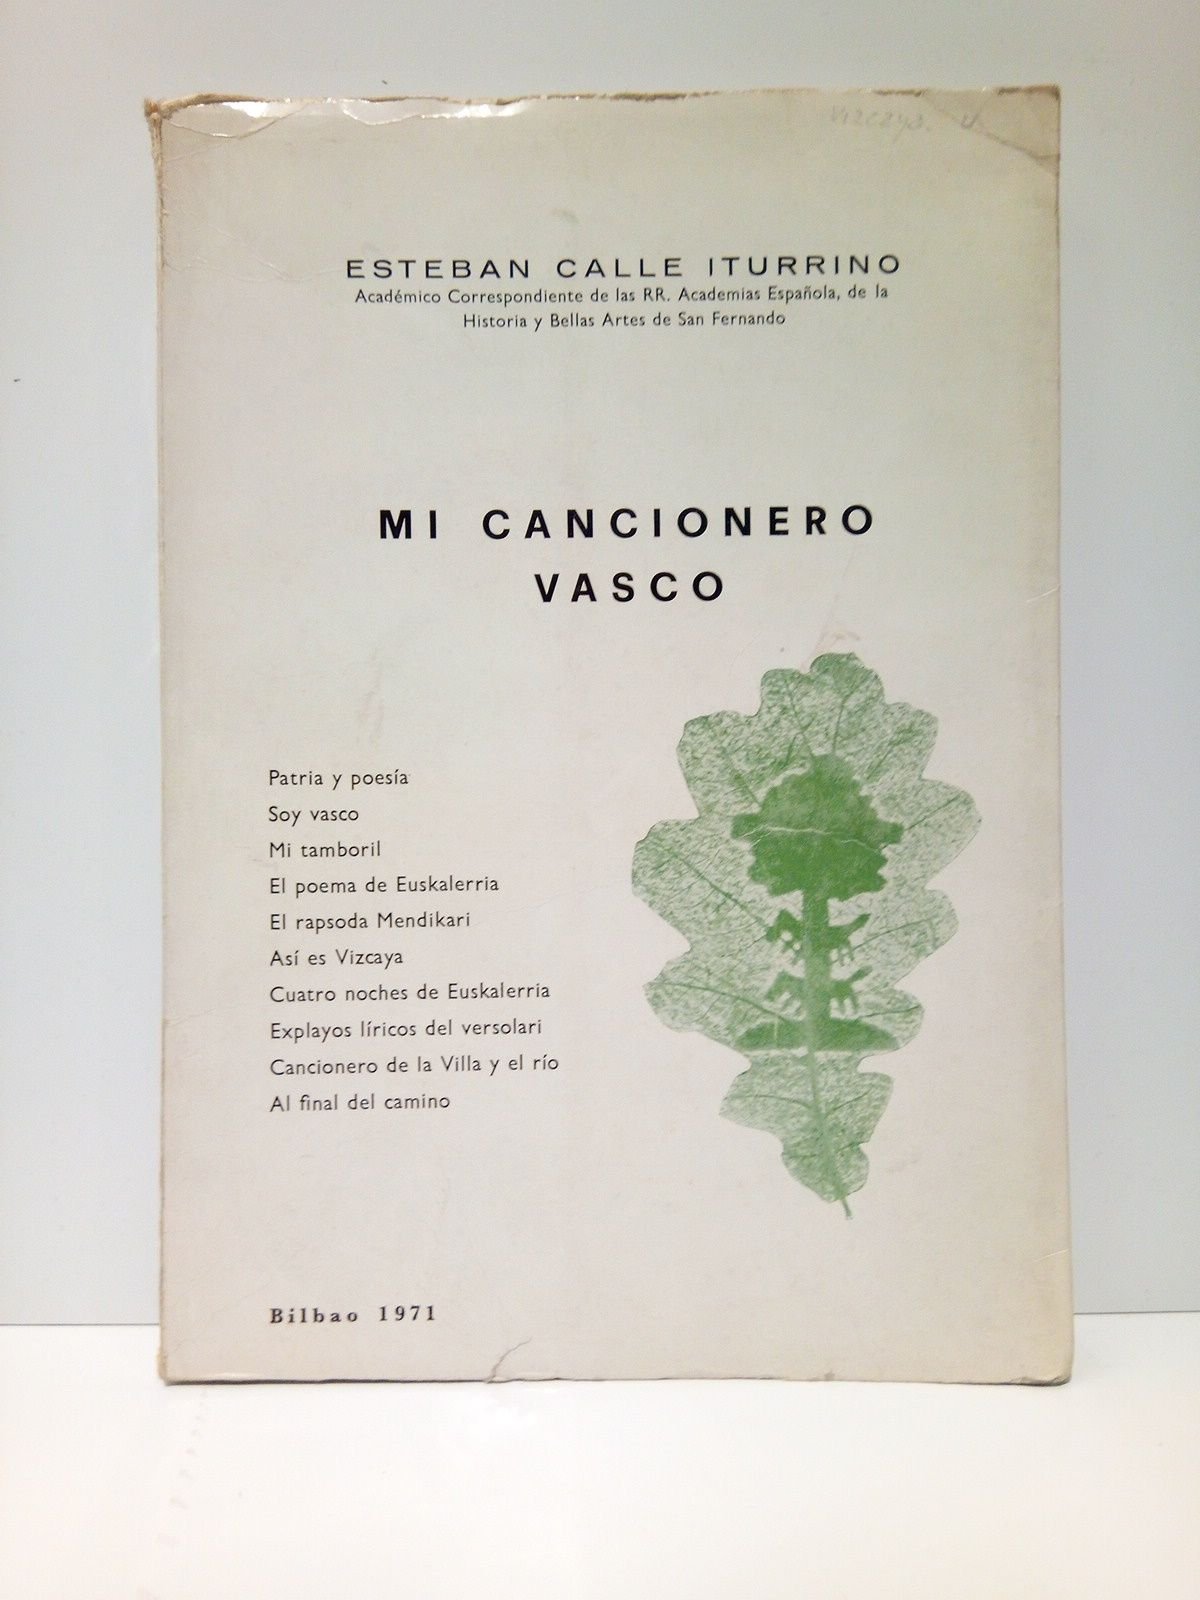 Vizcaya.
ESTEBAN CALLE ITURRINO
Académico Correspondiente de las RR. Academias Española, de la
Historia y Bellas Artes de San Fernando
MI CANCIONERO
VASCO
Patria y poesía
Soy vasco
Mi tamboril
El poema de Euskalerria
El rapsoda Mendikari
Así es Vizcaya
Cuatro noches de Euskalerria
Explayos líricos del versolari
Cancionero de la Villa y el río
Al final del camino
Bilbao 1971